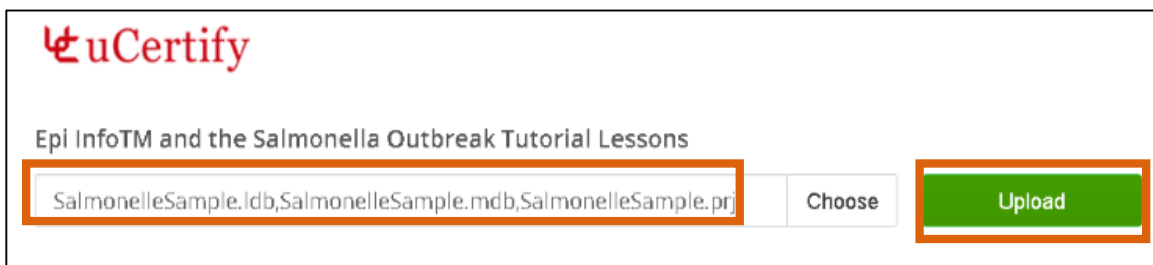 uCertify
Epi InfoTM and the Salmonella Outbreak Tutorial Lessons
SalmonelleSample.ldb,SalmonelleSample.mdb,SalmonelleSample.prj Choose Upload